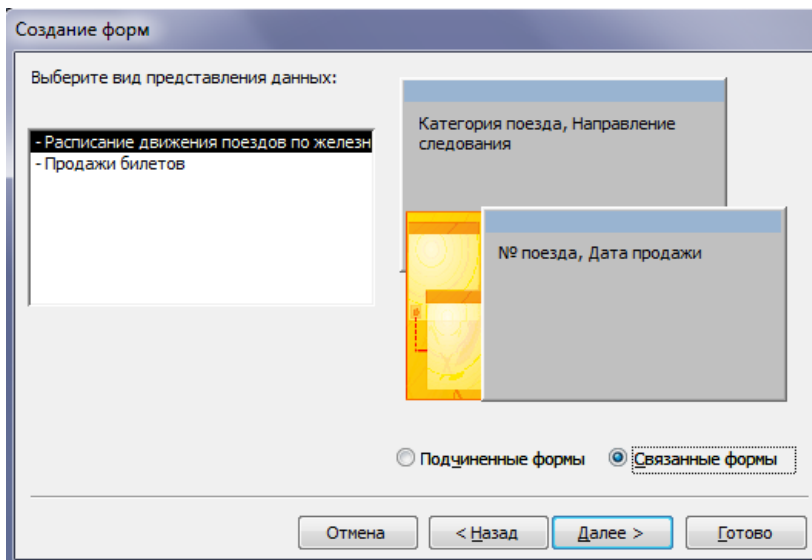 Создание форм
Выберите вид представления данных:
- Расписание движения поездов по железн
- Продажи билетов
Категория поезда, Направление
следования
№ поезда, Дата продажи
Подчиненные формы
Связанные формы
Отмена
< Назад
Далее >
Готово